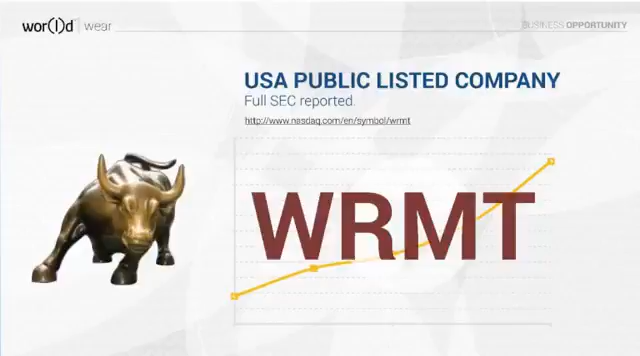 wor(l)d | wear
BUSINESS OPPORTUNITY
USA PUBLIC LISTED COMPANY
Full SEC reported.
http://www.nasdaq.com/en/symbol/wrmt
WRMT